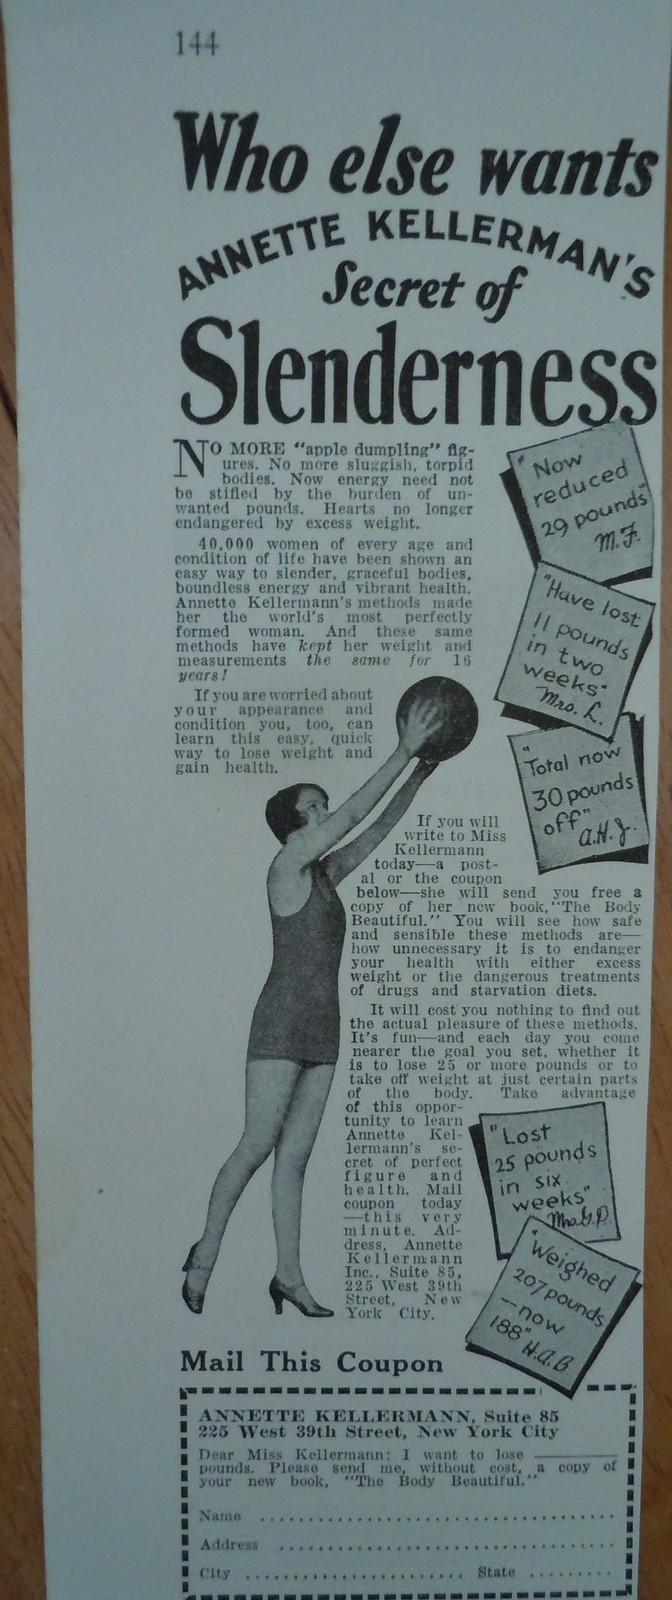 144
Who else wants
ANNETTE KELLERMAN'S
Secret of
Slenderness
NO MORE "apple dumpling" fig-
ures. No more sluggish, torpid
bodies. Now energy need not
be stifled by the burden of un-
wanted pounds. Hearts no longer
endangered by excess weight.
40,000 women of every age and
condition of life have been shown an
easy way to slender, graceful bodies,
boundless energy and vibrant health.
Annette Kellermann's methods made
her the world's most perfectly
formed woman. And these same
methods have kept her weight and
measurements the same for 16
years!
If you are worried about
your appearance and
condition you, too, can
learn this easy, quick
way to lose weight and
gain health.
"Now
reduced
29 pounds"
M.F.
"Have lost
11 pounds
in two
weeks"
Mrs. L.
"Total now
30 pounds
off"
A.H.J.
If you will
write to Miss
Kellermann
today—a post-
al or the coupon
below—she will send you free a
copy of her new book, "The Body
Beautiful." You will see how safe
and sensible these methods are—
how unnecessary it is to endanger
your health with either excess
weight or the dangerous treatments
of drugs and starvation diets.
It will cost you nothing to find out
the actual pleasure of these methods.
It's fun—and each day you come
nearer the goal you set, whether it
is to lose 25 or more pounds or to
take off weight at just certain parts
of the body. Take advantage
of this oppor-
tunity to learn
Annette Kel-
lermann's se-
cret of perfect
figure and
health. Mail
coupon today
—this very
minute. Ad-
dress, Annette
Kellermann
Inc., Suite 85,
225 West 39th
Street, New
York City.
"Lost
25 pounds
in six
weeks"
Mrs. G.P.
"Weighed
207 pounds
--now
188" H.A.B
Mail This Coupon
ANNETTE KELLERMANN, Suite 85
225 West 39th Street, New York City
Dear Miss Kellermann: I want to lose
pounds. Please send me, without cost, a copy of
your new book, "The Body Beautiful."
Name
Address
City State